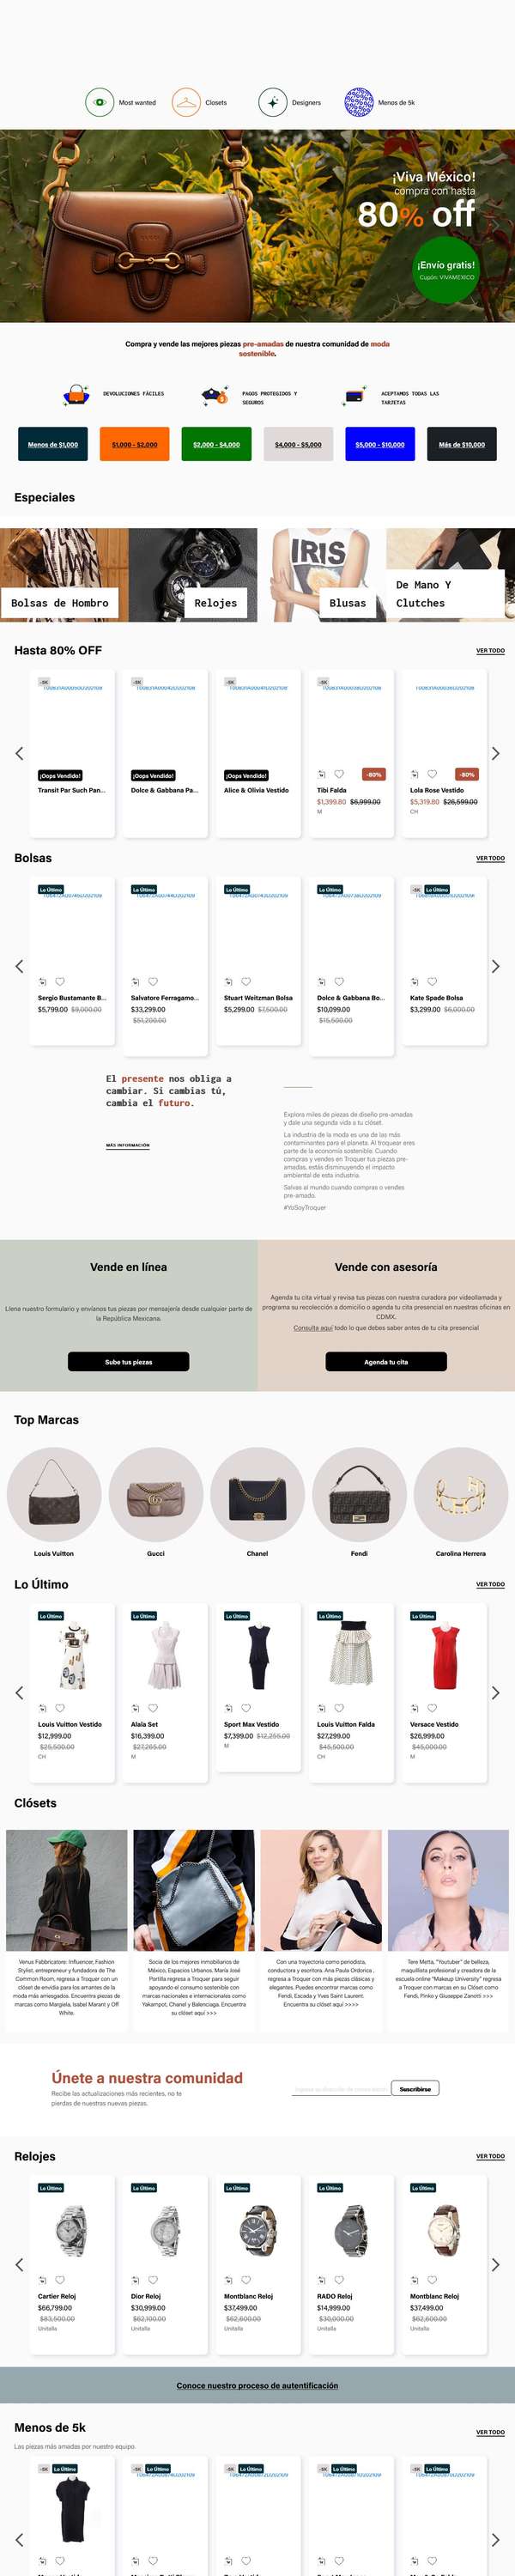 Most wanted
Closets
Designers
Menos de 5k
¡Viva México!
compra con hasta
80% off
¡Envío gratis!
Cupón: VIVAMEXICO
Compra y vende las mejores piezas pre-amadas de nuestra comunidad de moda
sostenible.
DEVOLUCIONES FÁCILES
PAGOS PROTEGIDOS Y
SEGUROS
ACEPTAMOS TODAS LAS
TARJETAS
Menos de $1,000
$1,000 - $2,000
$2,000 - $4,000
$4,000 - $5,000
$5,000 - $10,000
Más de $10,000
Especiales
Bolsas de Hombro
Relojes
IRIS
Blusas
De Mano Y
Clutches
Hasta 80% OFF
VER TODO
-5K
-5K
-5K
-5K
¡Oops Vendido!
¡Oops Vendido!
¡Oops Vendido!
-80%
-80%
Transit Par Such Pan...
Dolce & Gabbana Pa...
Alice & Olivia Vestido
Tibi Falda
$1,399.80 $6,999.00
M
Lola Rose Vestido
$5,319.80 $26,599.00
CH
Bolsas
VER TODO
Lo Último
Lo Último
Lo Último
Lo Último
-5K Lo Último
Sergio Bustamante B...
$5,799.00 $9,000.00
Salvatore Ferragamo...
$33,299.00
$51,200.00
Stuart Weitzman Bolsa
$5,299.00 $7,500.00
Dolce & Gabbana Bo...
$10,099.00
$15,500.00
Kate Spade Bolsa
$3,299.00 $6,000.00
El presente nos obliga a
cambiar. Si cambias tú,
cambia el futuro.
MÁS INFORMACIÓN
Explora miles de piezas de diseño pre-amadas
y dale una segunda vida a tu clóset.
La industria de la moda es una de las más
contaminantes para el planeta. Al troquear eres
parte de la economía sostenible. Cuando
compras y vendes en Troquer tus piezas pre-
amadas, estás disminuyendo el impacto
ambiental de esta industria.
Salvas al mundo cuando compras o vendes
pre-amado.
#YoSoyTroquer
Vende en línea
Llena nuestro formulario y envíanos tus piezas por mensajería desde cualquier parte de
la República Mexicana.
Sube tus piezas
Vende con asesoría
Agenda tu cita virtual y revisa tus piezas con nuestra curadora por videollamada y
programa su recolección a domicilio o agenda tu cita presencial en nuestras oficinas en
CDMX.
Consulta aquí todo lo que debes saber antes de tu cita presencial
Agenda tu cita
Top Marcas
Louis Vuitton
Gucci
Chanel
Fendi
Carolina Herrera
Lo Último
VER TODO
Lo Último
Lo Último
Lo Último
Lo Último
Lo Último
Louis Vuitton Vestido
$12,999.00
$25,500.00
CH
Alaïa Set
$16,399.00
$27,265.00
M
Sport Max Vestido
$7,399.00 $12,255.00
M
Louis Vuitton Falda
$27,299.00
$45,500.00
CH
Versace Vestido
$26,999.00
$45,000.00
M
Clósets
Venus Febbricatore: Influencer, Fashion
Stylist, entrepreneur y fundadora de The
Common Room, regresa a Troquer con un
clóset de envidia para los amantes de la
moda más arriesgados. Encuentra piezas de
marcas como Margiela, Isabel Marant y Off
White.
Socia de los mejores inmobiliarios de
México, Espacios Urbanos. María José
Portilla regresa a Troquer para seguir
apoyando el consumo sostenible con
marcas nacionales e internacionales como
Yakampot, Chanel y Balenciaga. Encuentra
su clóset aquí >>>
Con una trayectoria como periodista,
conductora y escritora. Ana Paula Ordorica ,
regresa a Troquer con más piezas clásicas y
elegantes. Puedes encontrar marcas como
Fendi, Escada y Yves Saint Laurent.
Encuentra su clóset aquí >>>>
Tere Metta, "Youtuber" de belleza,
maquillista profesional y creadora de la
escuela online "Makeup University" regresa
a Troquer con marcas en su Clóset como
Fendi, Pinko y Giuseppe Zanotti >>>
Únete a nuestra comunidad
Recibe las actualizaciones más recientes, no te
pierdas de nuestras nuevas piezas.
Suscribirse
Relojes
VER TODO
Lo Último
Lo Último
Lo Último
Lo Último
Lo Último
Cartier Reloj
$66,799.00
$83,500.00
Unitalla
Dior Reloj
$30,999.00
$62,100.00
Unitalla
Montblanc Reloj
$37,499.00
$62,600.00
Unitalla
RADO Reloj
$14,999.00
$30,000.00
Unitalla
Montblanc Reloj
$37,499.00
$62,600.00
Unitalla
Conoce nuestro proceso de autentificación
Menos de 5k
VER TODO
Las piezas más amadas por nuestro equipo.
-5K Lo Último
-5K Lo Último
-5K Lo Último
-5K Lo Último
-5K Lo Último